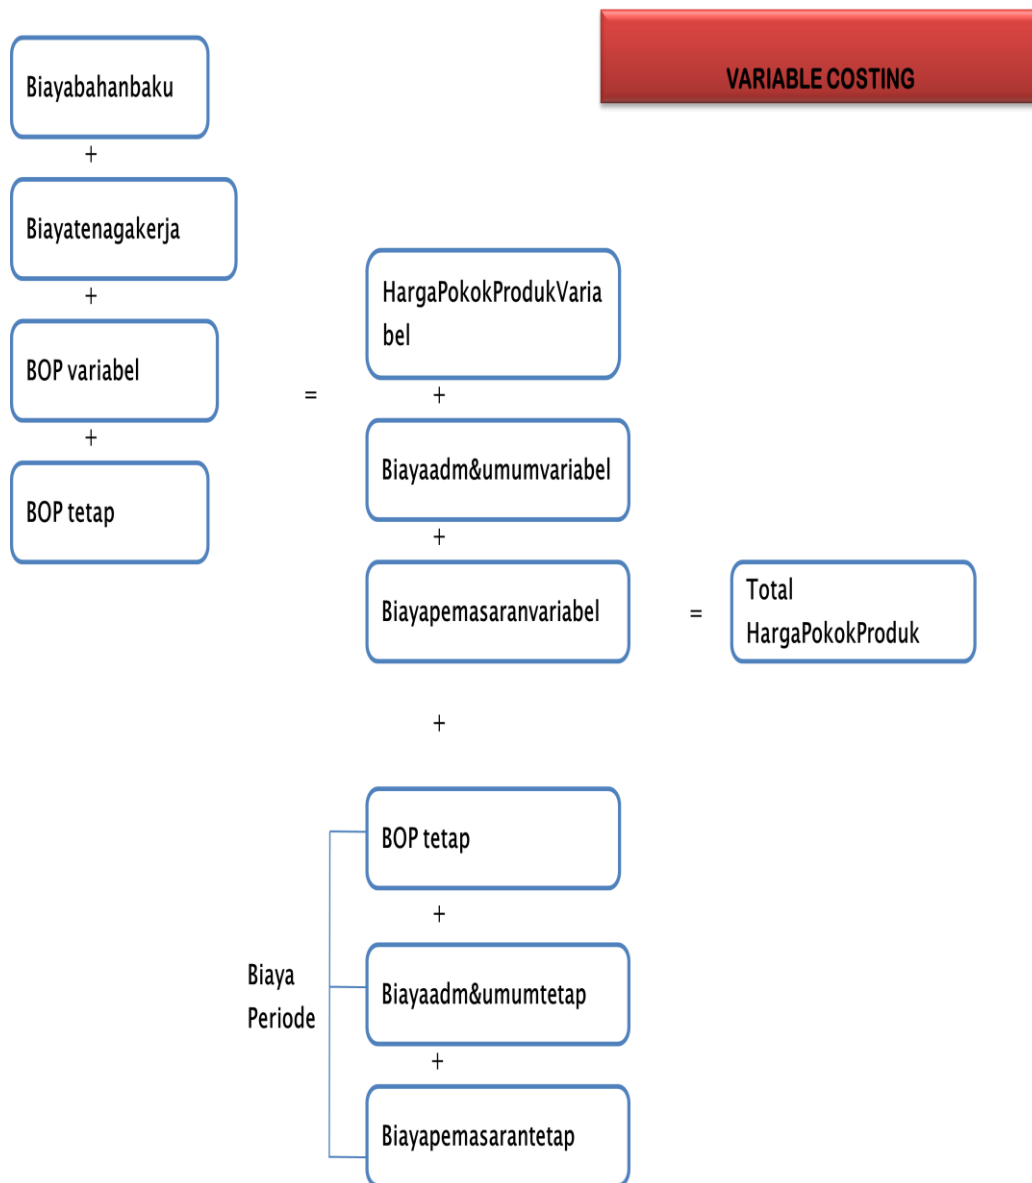 VARIABLE COSTING
Biayabahanbaku
+
Biayatenagakerja
+
BOP variabel
+
BOP tetap
=
HargaPokokProdukVaria
bel
+
Biayaadm&umumvariabel
+
Biayapemasaranvariabel
=
Total
HargaPokokProduk
+
Biaya
Periode
BOP tetap
+
Biayaadm&umumtetap
+
Biayapemasarantetap